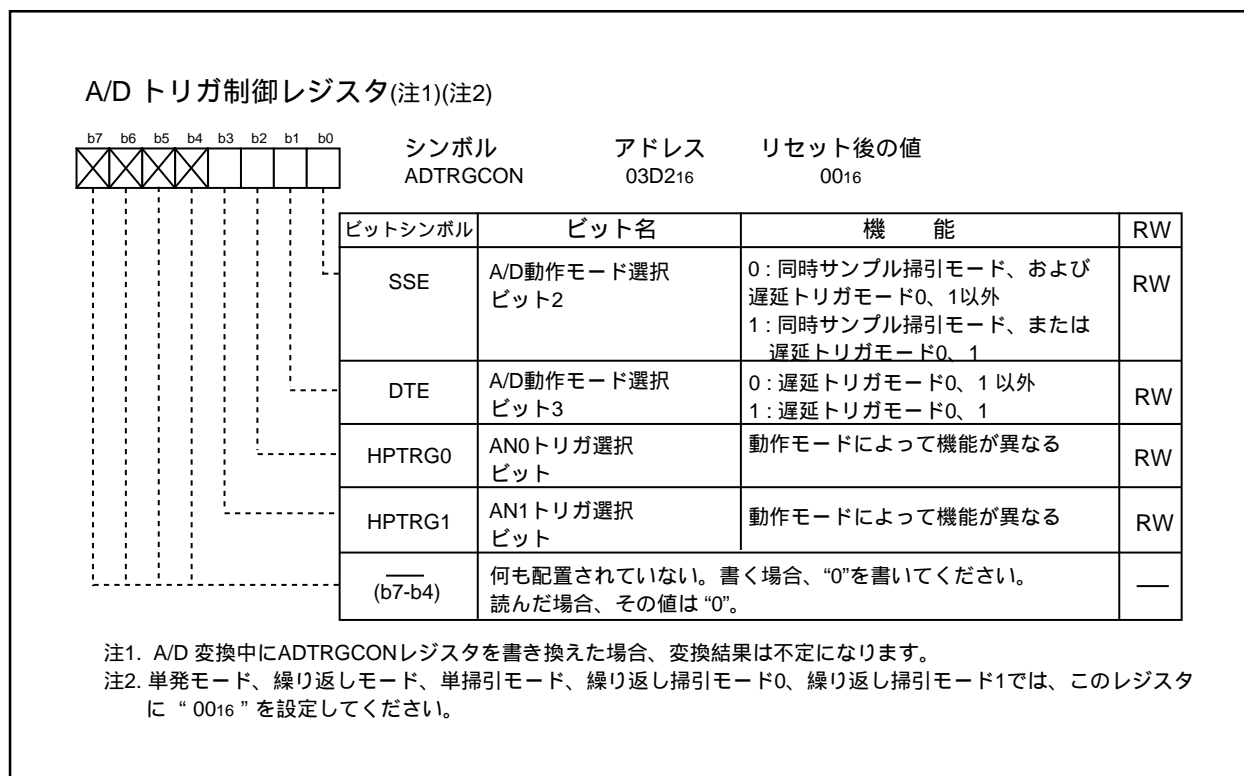 A/D トリガ制御レジスタ(注1)(注2)
b7 b6 b5 b4 b3 b2 b1 b0
シンボル アドレス リセット後の値
ADTRGCON 03D216 0016
ビットシンボル ビット名 機 能 RW
SSE A/D動作モード選択 0 : 同時サンプル掃引モード、および RW
ビット2 遅延トリガモード0、1以外
1 : 同時サンプル掃引モード、または
遅延トリガモード0、1
DTE A/D動作モード選択 0 : 遅延トリガモード0、1 以外 RW
ビット3 1 : 遅延トリガモード0、1
HPTRG0 AN0トリガ選択 動作モードによって機能が異なる RW
ビット
HPTRG1 AN1トリガ選択 動作モードによって機能が異なる RW
ビット
(b7-b4) 何も配置されていない。書く場合、“0”を書いてください。 —
読んだ場合、その値は “0”。
注1. A/D 変換中にADTRGCONレジスタを書き換えた場合、変換結果は不定になります。
注2. 単発モード、繰り返しモード、単掃引モード、繰り返し掃引モード0、繰り返し掃引モード1では、このレジスタ
に “ 0016 ” を設定してください。